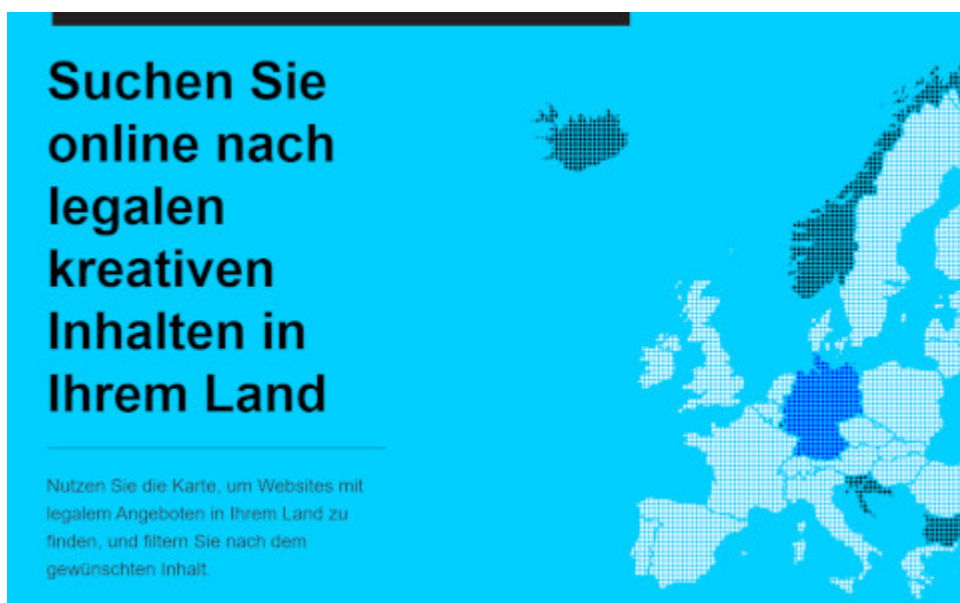 Suchen Sie
online nach
legalen
kreativen
Inhalten in
Ihrem Land
Nutzen Sie die Karte, um Websites mit
legalem Angeboten in Ihrem Land zu
finden, und filtern Sie nach dem
gewünschten Inhalt.